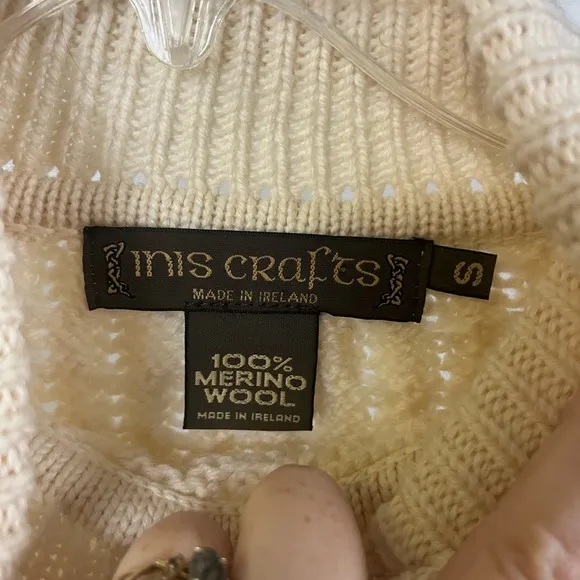 INIS CRAFTS
MADE IN IRELAND
S
100%
MERINO
WOOL
MADE IN IRELAND